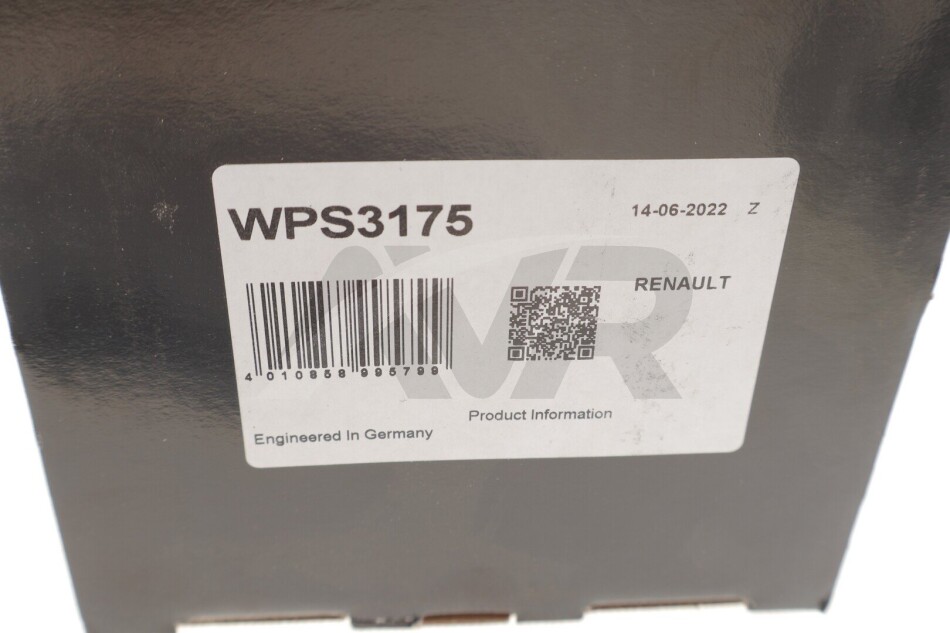 WPS3175
14-06-2022 Z
RENAULT
4 010858 995799
Product Information
Engineered In Germany